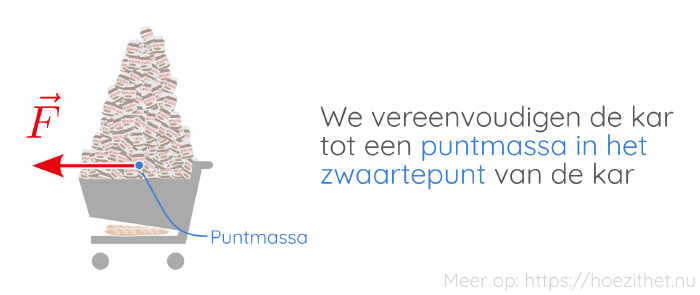 F
We vereenvoudigen de kar
tot een puntmassa in het
zwaartepunt van de kar
Puntmassa
Meer op: https://hoezithet.nu